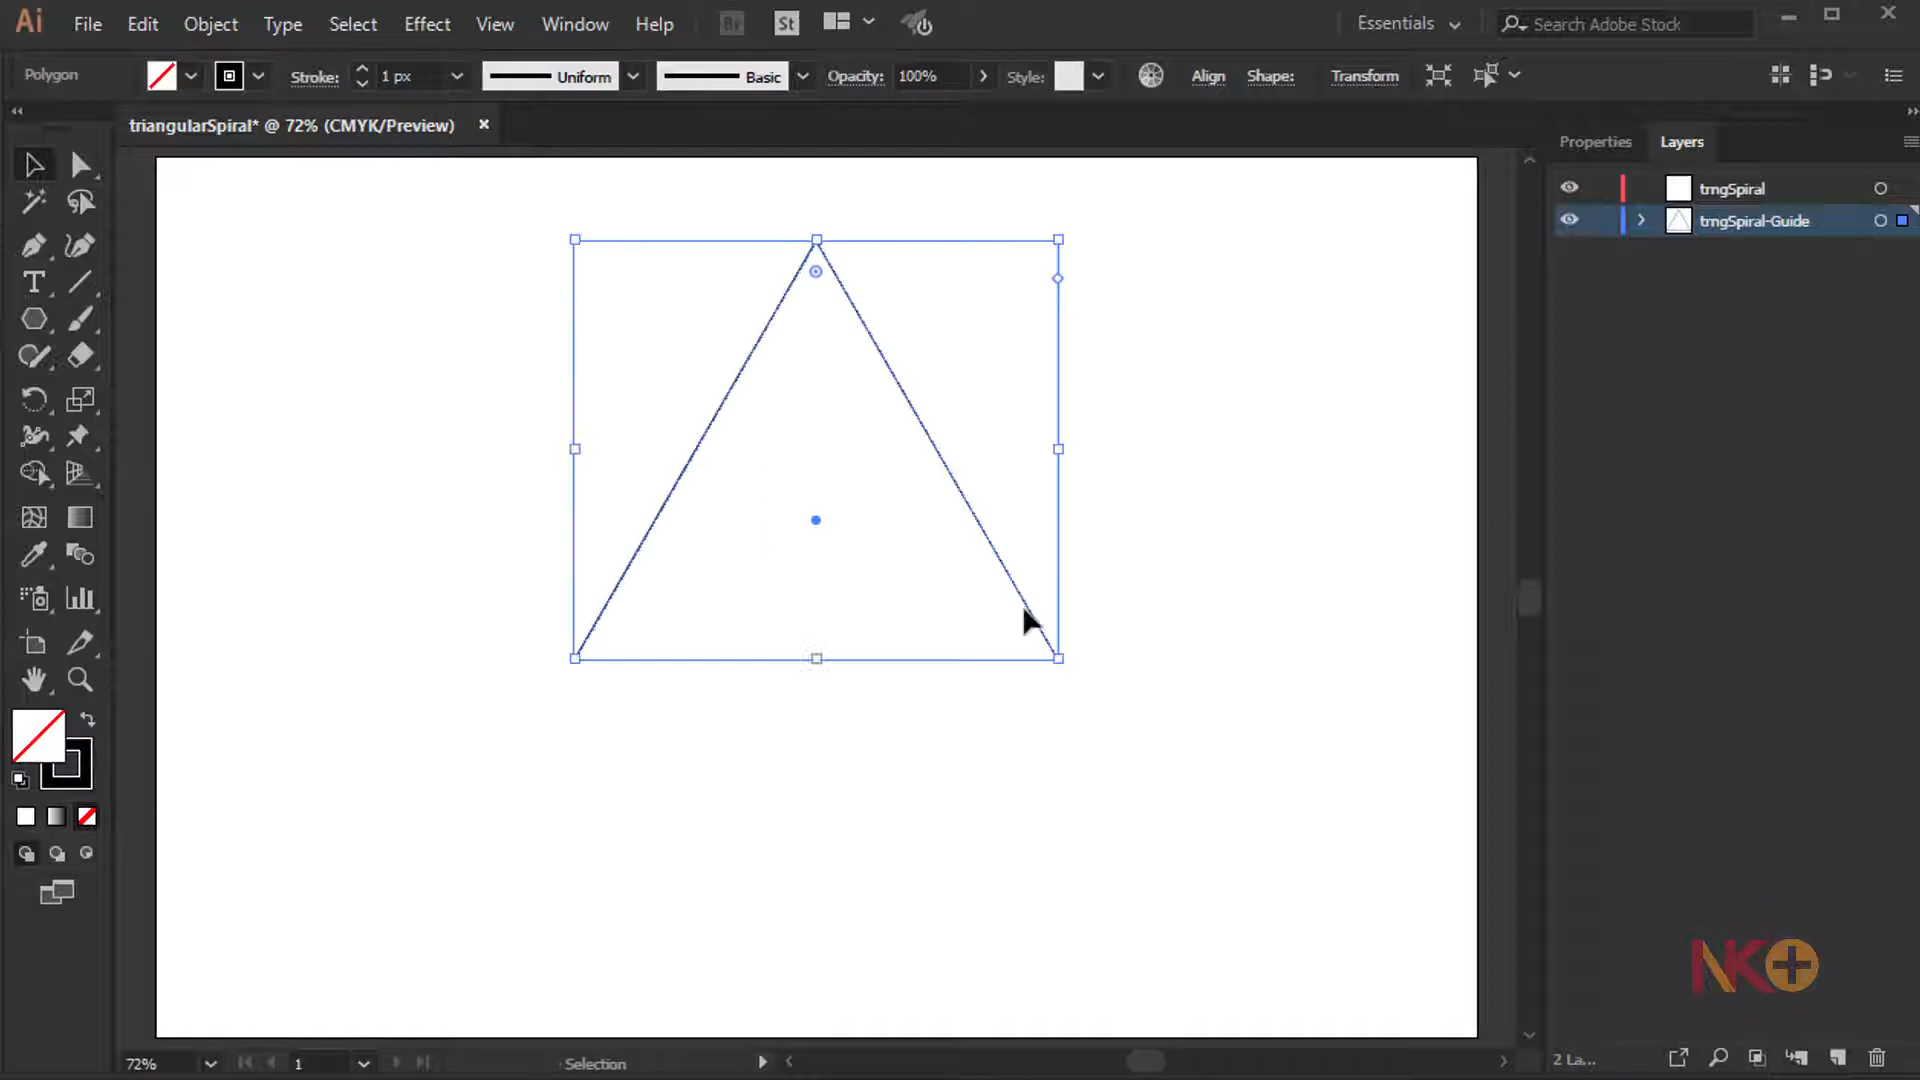 Ai File Edit Object Type Select Effect View Window Help Br St Essentials Search Adobe Stock
Polygon Stroke: 1 px Uniform Basic Opacity: 100% Style: Align Shape: Transform
triangularSpiral* @ 72% (CMYK/Preview)
Properties Layers
trngSpiral
trngSpiral-Guide
NK+
72% 1 Selection 2 La...